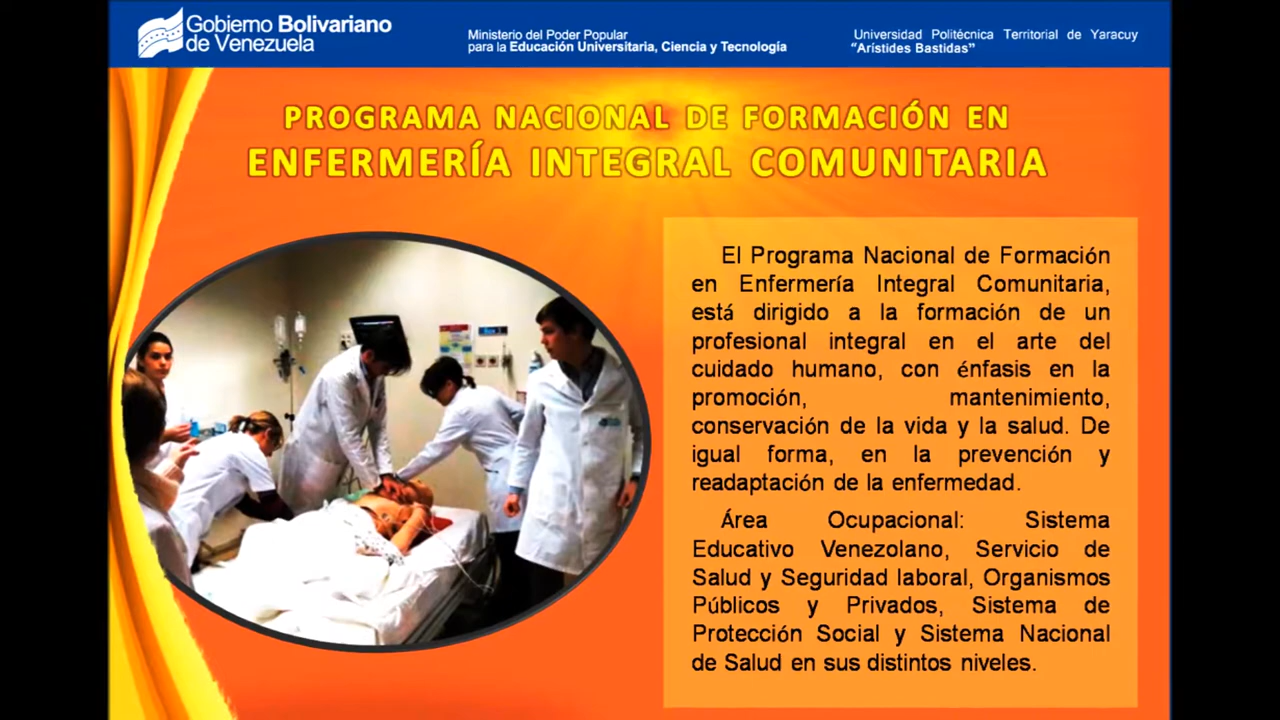 Gobierno Bolivariano
de Venezuela
Ministerio del Poder Popular
para la Educación Universitaria, Ciencia y Tecnología
Universidad Politécnica Territorial de Yaracuy
“Arístides Bastidas”
PROGRAMA NACIONAL DE FORMACIÓN EN
ENFERMERÍA INTEGRAL COMUNITARIA
El Programa Nacional de Formación
en Enfermería Integral Comunitaria,
está dirigido a la formación de un
profesional integral en el arte del
cuidado humano, con énfasis en la
promoción, mantenimiento,
conservación de la vida y la salud. De
igual forma, en la prevención y
readaptación de la enfermedad.
Área Ocupacional: Sistema
Educativo Venezolano, Servicio de
Salud y Seguridad laboral, Organismos
Públicos y Privados, Sistema de
Protección Social y Sistema Nacional
de Salud en sus distintos niveles.